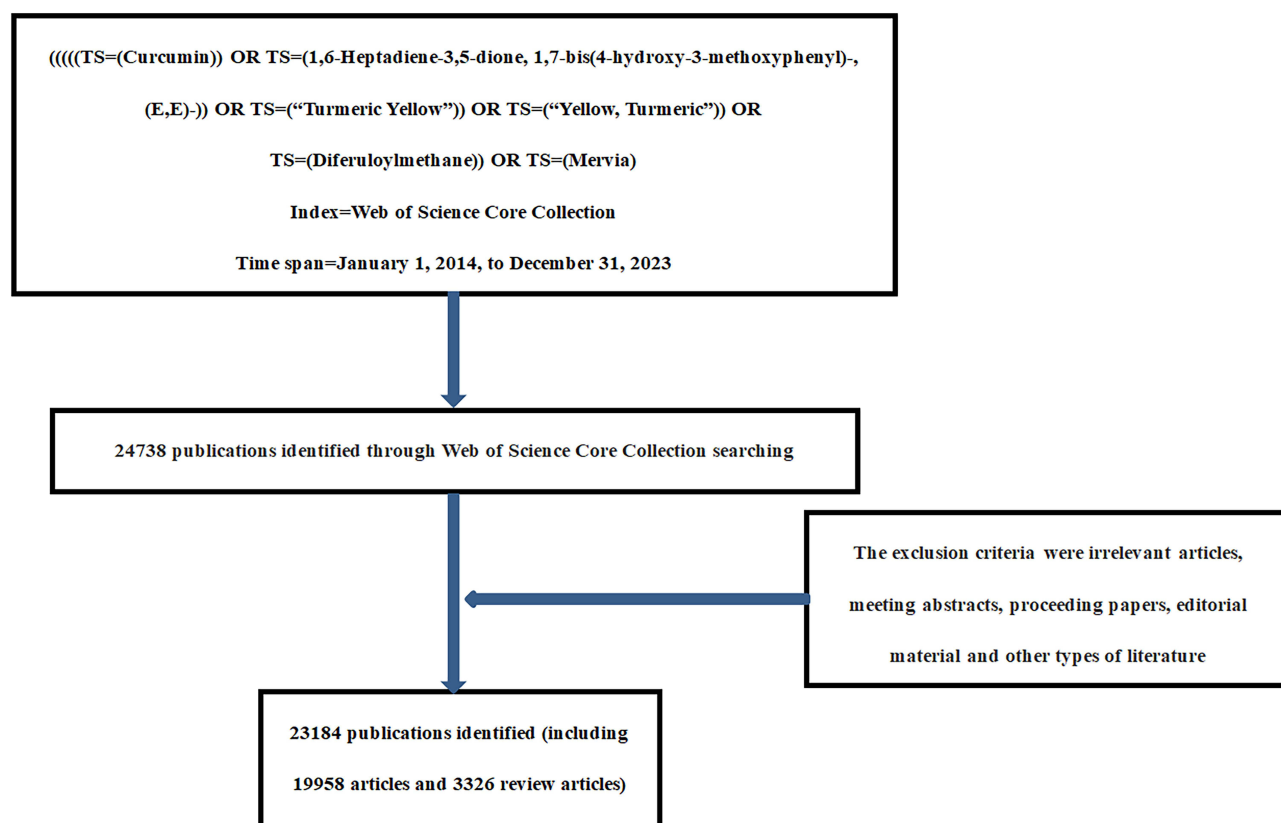 (((((TS=(Curcumin)) OR TS=(1,6-Heptadiene-3,5-dione, 1,7-bis(4-hydroxy-3-methoxyphenyl)-,
(E,E)-)) OR TS=(“Turmeric Yellow”)) OR TS=(“Yellow, Turmeric”)) OR
TS=(Diferuloylmethane)) OR TS=(Mervia)
Index=Web of Science Core Collection
Time span=January 1, 2014, to December 31, 2023
24738 publications identified through Web of Science Core Collection searching
The exclusion criteria were irrelevant articles,
meeting abstracts, proceeding papers, editorial
material and other types of literature
23184 publications identified (including
19958 articles and 3326 review articles)